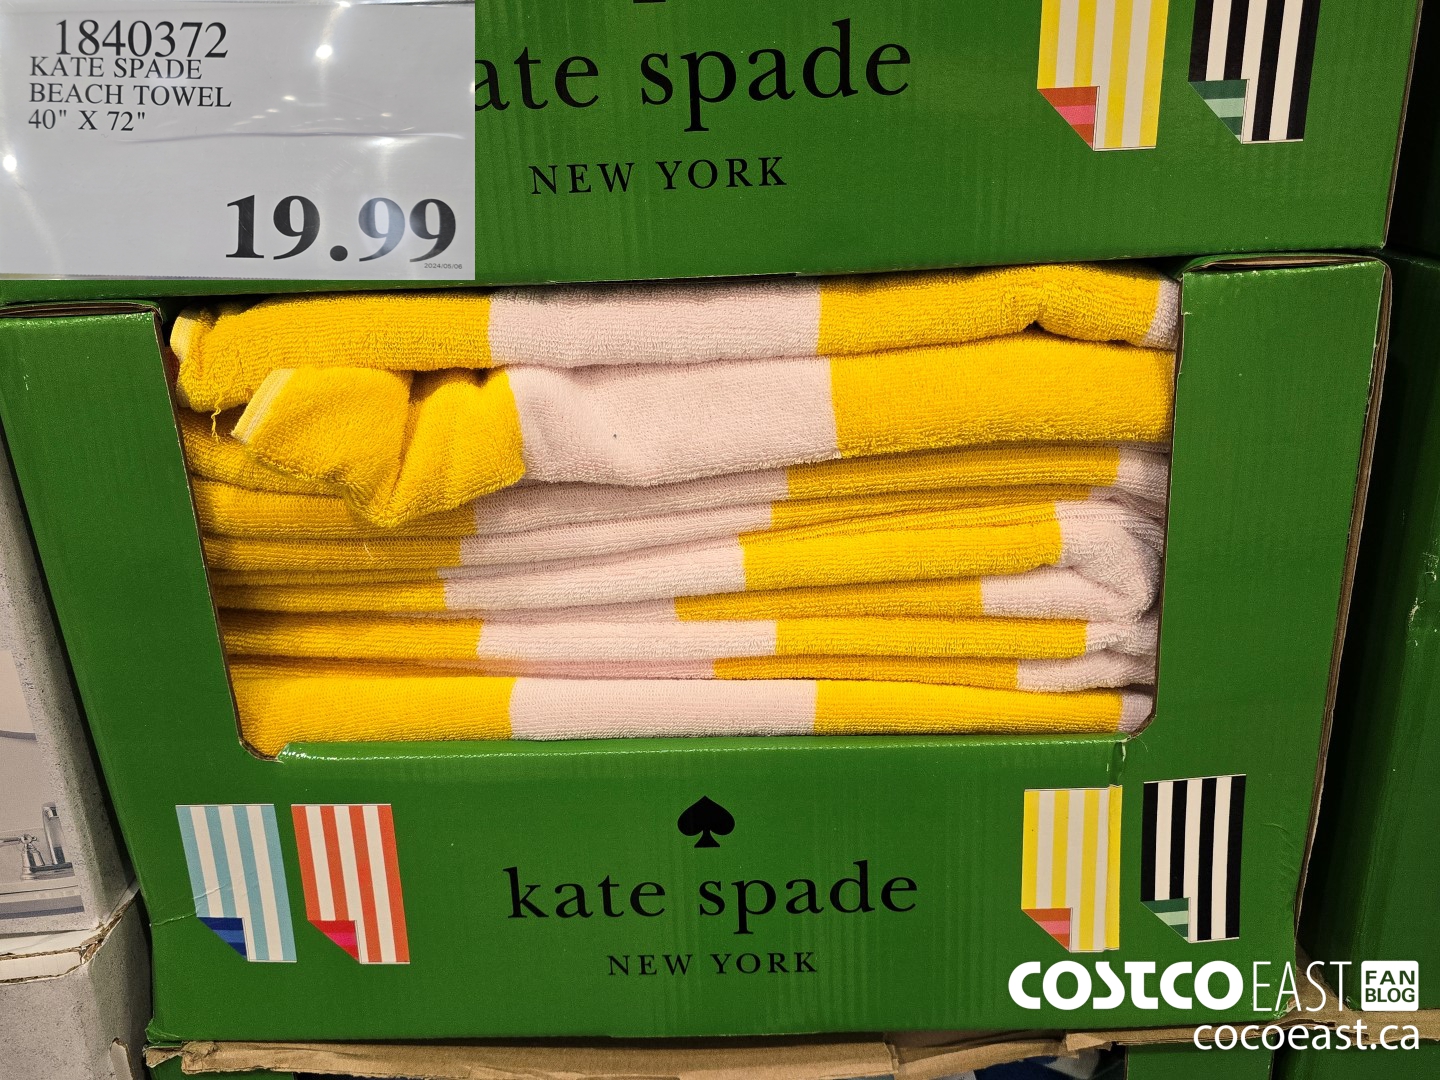 1840372
KATE SPADE
BEACH TOWEL
40" X 72"
19.99
2024/05/06
ate spade
NEW YORK
kate spade
NEW YORK
COSTCO EAST FAN BLOG
cocoeast.ca